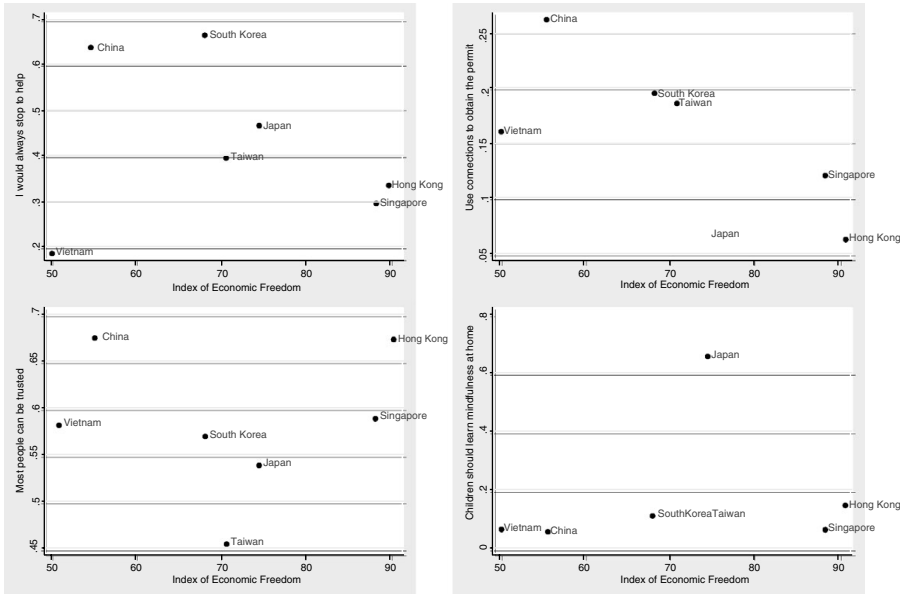 I would always stop to help
.7
.6
.5
.4
.3
.2
China
South Korea
Japan
Taiwan
Hong Kong
Singapore
Vietnam
50 60 70 80 90
Index of Economic Freedom
Use connections to obtain the permit
.25
.2
.15
.1
.05
China
South Korea
Taiwan
Vietnam
Singapore
Japan
Hong Kong
50 60 70 80 90
Index of Economic Freedom
Most people can be trusted
.7
.65
.6
.55
.5
.45
China
Hong Kong
Vietnam
Singapore
South Korea
Japan
Taiwan
50 60 70 80 90
Index of Economic Freedom
Children should learn mindfulness at home
.8
.6
.4
.2
0
Japan
Hong Kong
SouthKoreaTaiwan
Vietnam
China
Singapore
50 60 70 80 90
Index of Economic Freedom